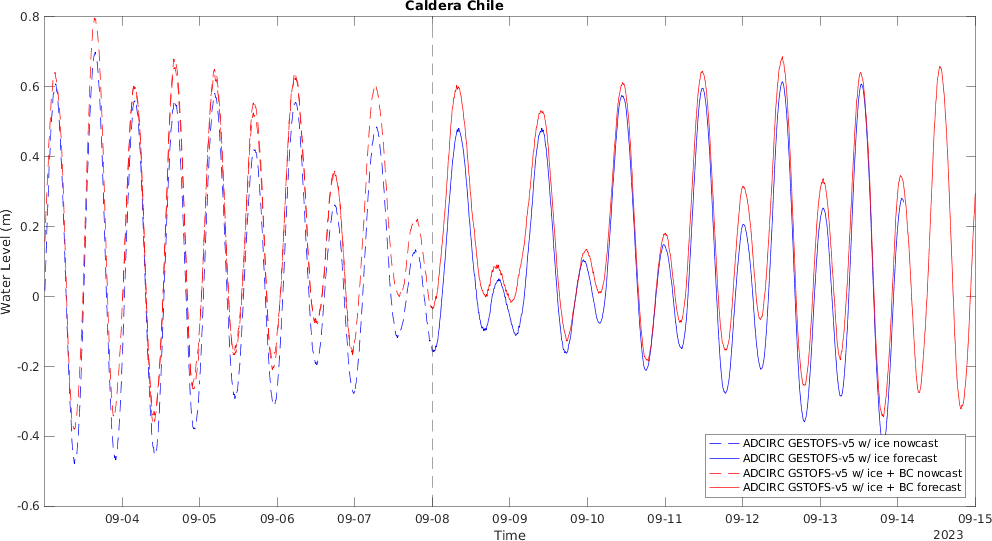 Caldera Chile
0.8
0.6
0.4
0.2
0
-0.2
-0.4
-0.6
Water Level (m)
ADCIRC GESTOFS-v5 w/ ice nowcast
ADCIRC GESTOFS-v5 w/ ice forecast
ADCIRC GSTOFS-v5 w/ ice + BC nowcast
ADCIRC GSTOFS-v5 w/ ice + BC forecast
09-04 09-05 09-06 09-07 09-08 09-09 09-10 09-11 09-12 09-13 09-14 09-15
Time
2023